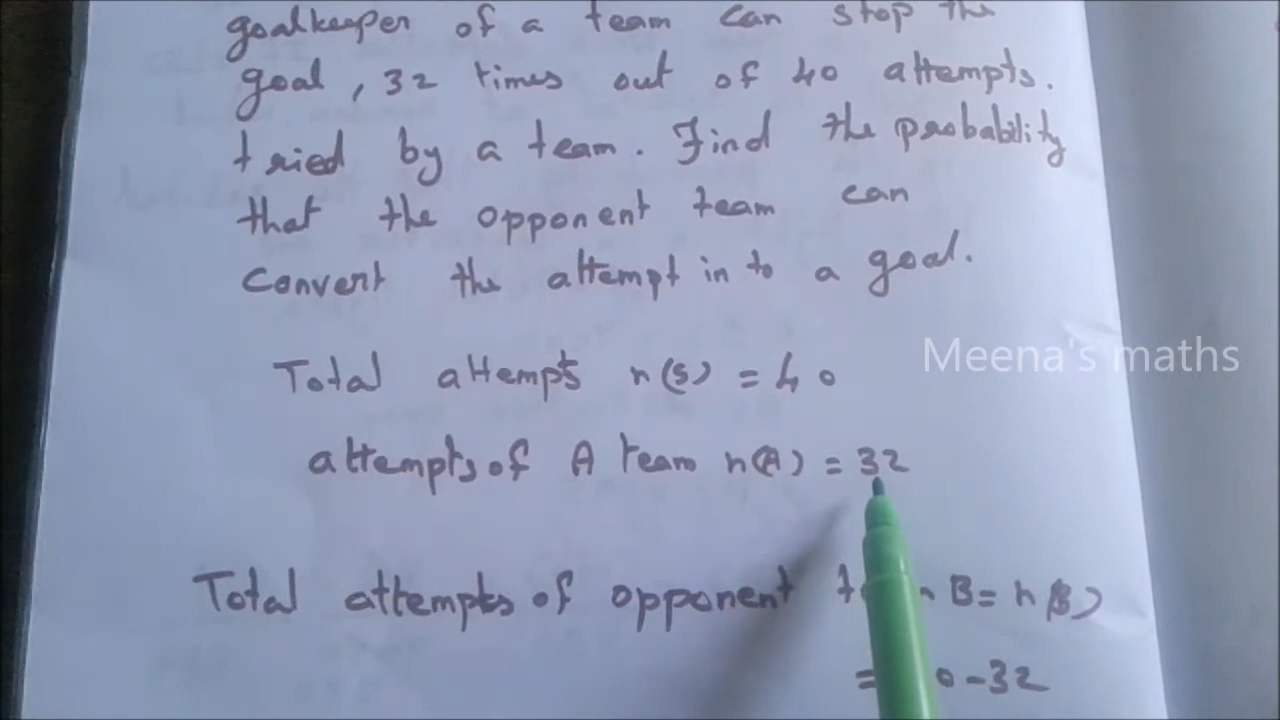 goalkeeper of a team can stop the
goal, 32 times out of 40 attempts.
tried by a team. Find the probability
that the opponent team can
convert the attempt in to a goal.
Total attempts n(S) = 40
Meena's maths
attempts of A team n(A) = 32
Total attempts of opponent B = n(B)
= 0-32